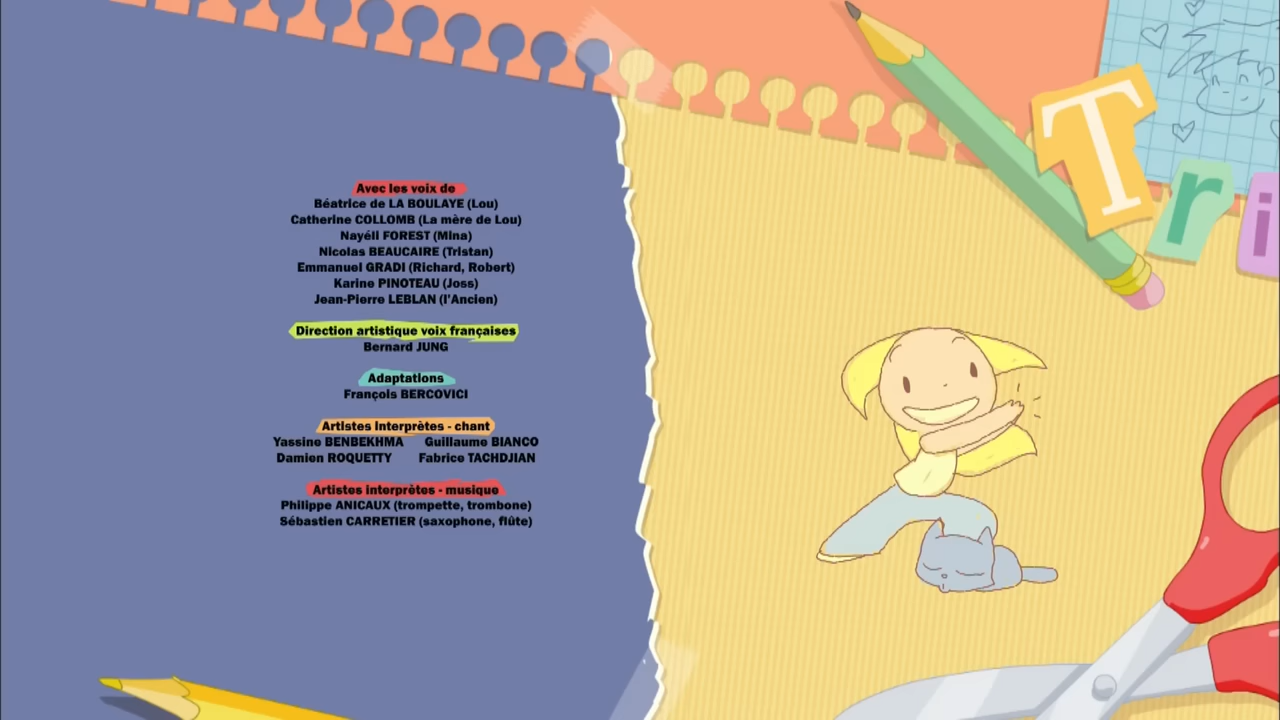 Avec les voix de
Béatrice de LA BOULAYE (Lou)
Catherine COLLOMB (La mère de Lou)
Nayéli FOREST (Mina)
Nicolas BEAUCAIRE (Tristan)
Emmanuel GRADI (Richard, Robert)
Karine PINOTEAU (Joss)
Jean-Pierre LEBLAN (l'Ancien)
Direction artistique voix françaises
Bernard JUNG
Adaptations
François BERCOVICI
Artistes interprètes - chant
Yassine BENBEKHMA Guillaume BIANCO
Damien ROQUETTY Fabrice TACHDJIAN
Artistes interprètes - musique
Philippe ANICAUX (trompette, trombone)
Sébastien CARRETIER (saxophone, flûte)
Tri